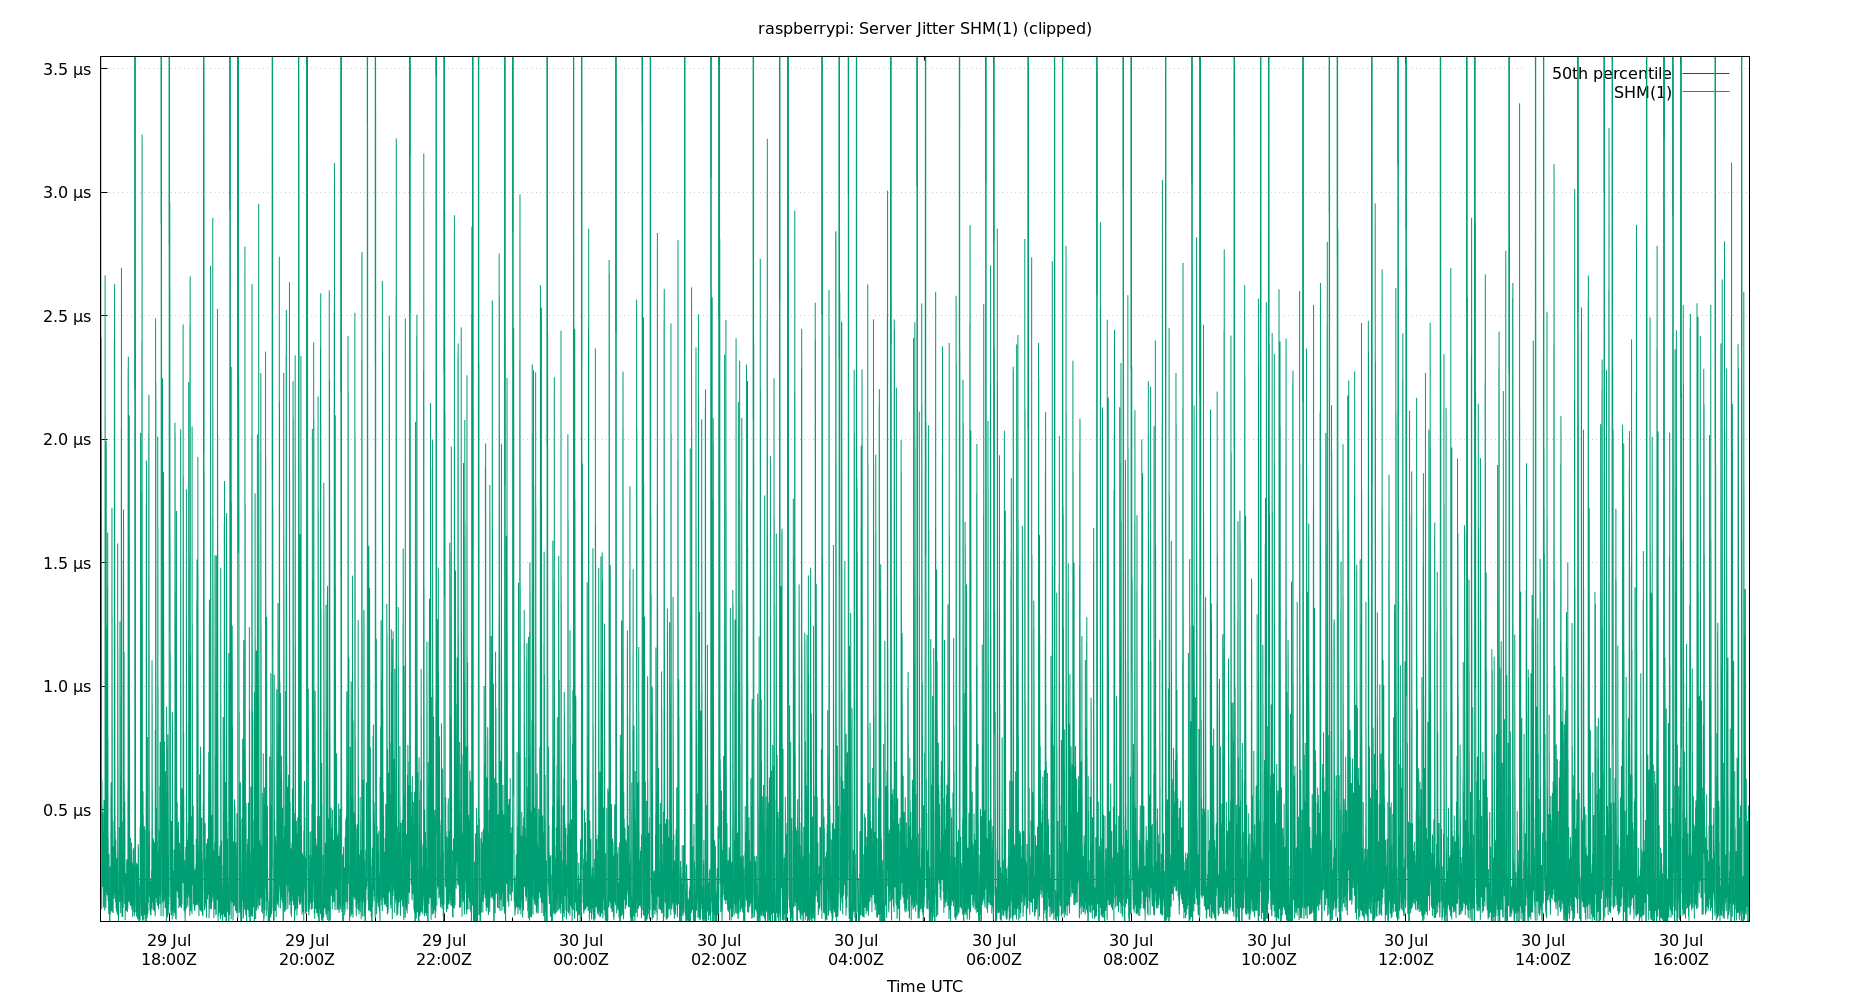 raspberrypi: Server Jitter SHM(1) (clipped)
3.5 µs
3.0 µs
2.5 µs
2.0 µs
1.5 µs
1.0 µs
0.5 µs
50th percentile
SHM(1)
29 Jul 29 Jul 29 Jul 30 Jul 30 Jul 30 Jul 30 Jul 30 Jul 30 Jul 30 Jul 30 Jul 30 Jul
18:00Z 20:00Z 22:00Z 00:00Z 02:00Z 04:00Z 06:00Z 08:00Z 10:00Z 12:00Z 14:00Z 16:00Z
Time UTC